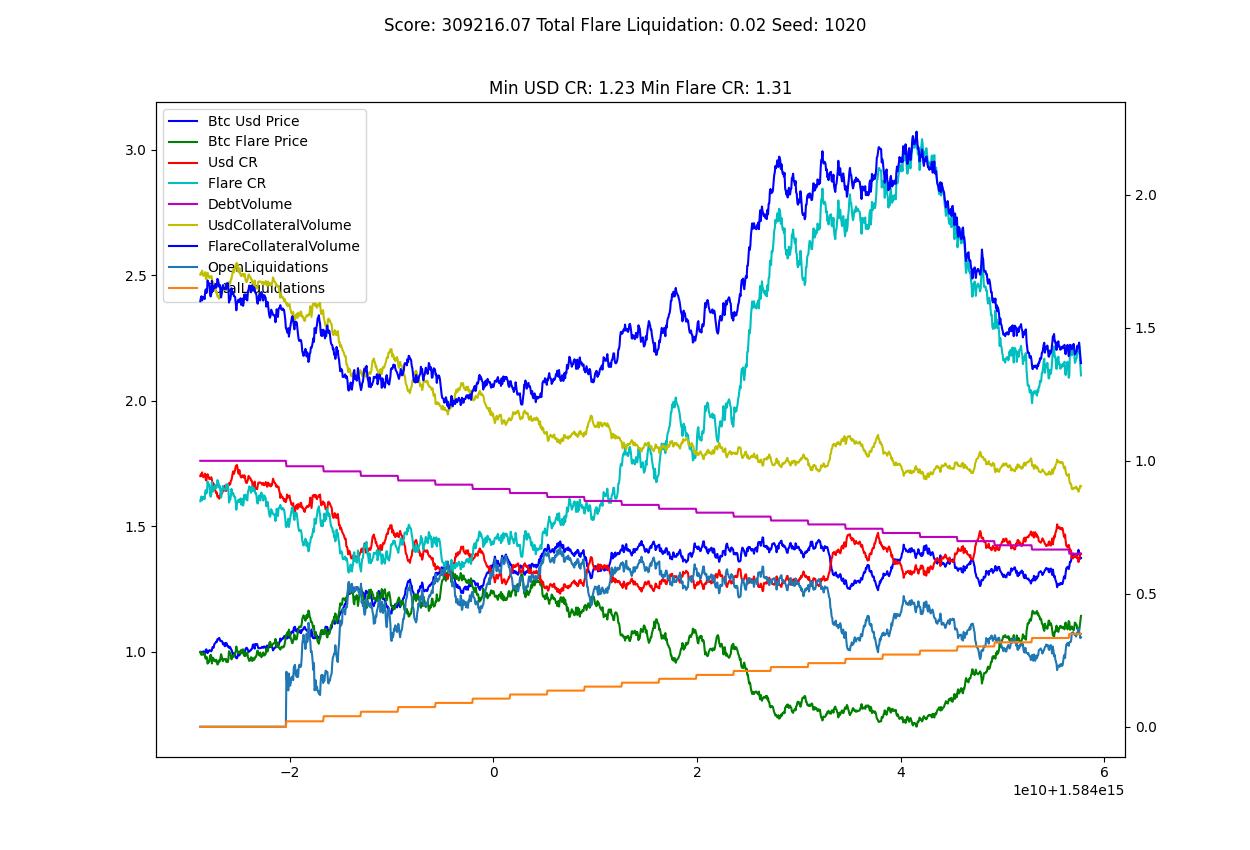 Score: 309216.07 Total Flare Liquidation: 0.02 Seed: 1020
Min USD CR: 1.23 Min Flare CR: 1.31
Btc Usd Price
Btc Flare Price
Usd CR
Flare CR
DebtVolume
UsdCollateralVolume
FlareCollateralVolume
OpenLiquidations
TotalLiquidations
3.0
2.5
2.0
1.5
1.0
2.0
1.5
1.0
0.5
0.0
−2
0
2
4
6
1e10+1.584e15